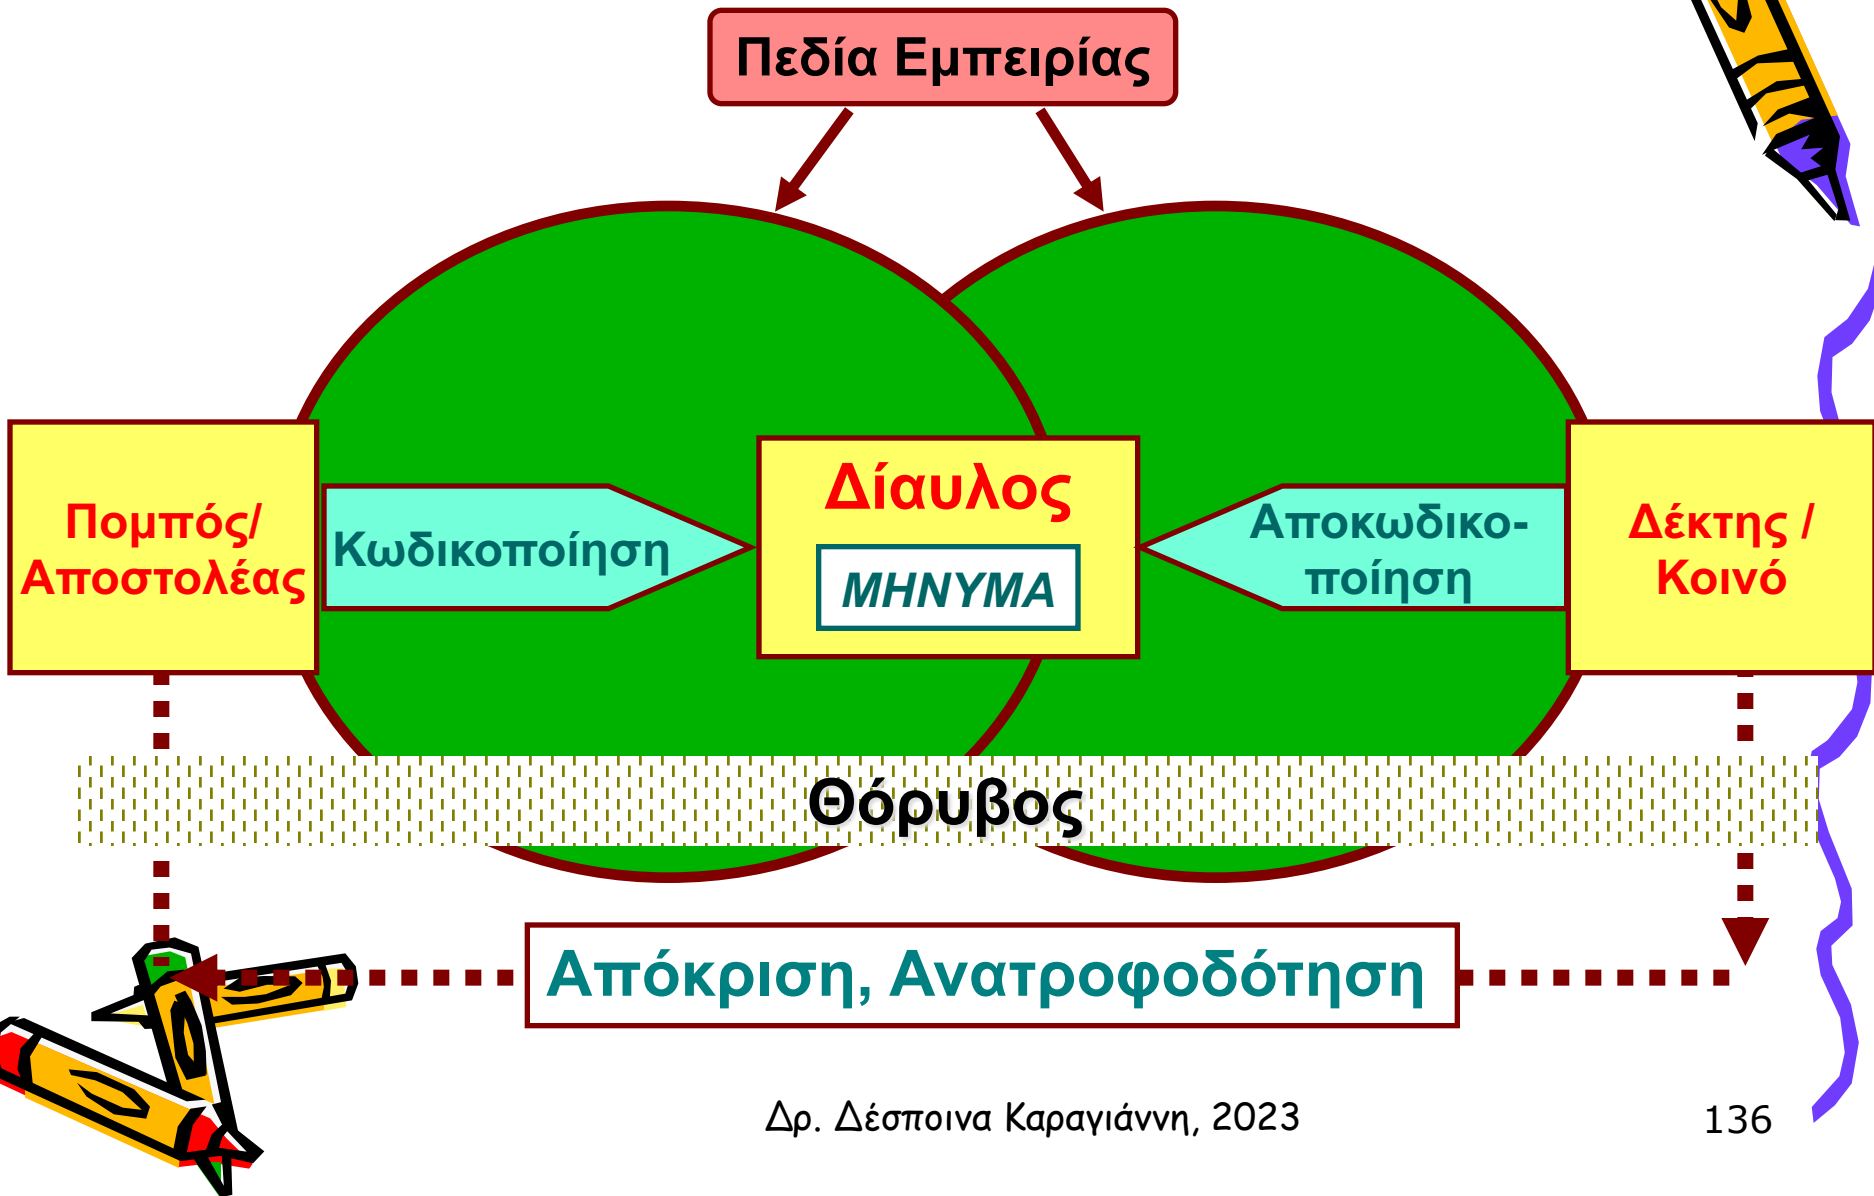 Πεδία Εμπειρίας
Πομπός/
Αποστολέας
Κωδικοποίηση
Δίαυλος
ΜΗΝΥΜΑ
Αποκωδικο-
ποίηση
Δέκτης /
Κοινό
Θόρυβος
Απόκριση, Ανατροφοδότηση
Δρ. Δέσποινα Καραγιάννη, 2023
136